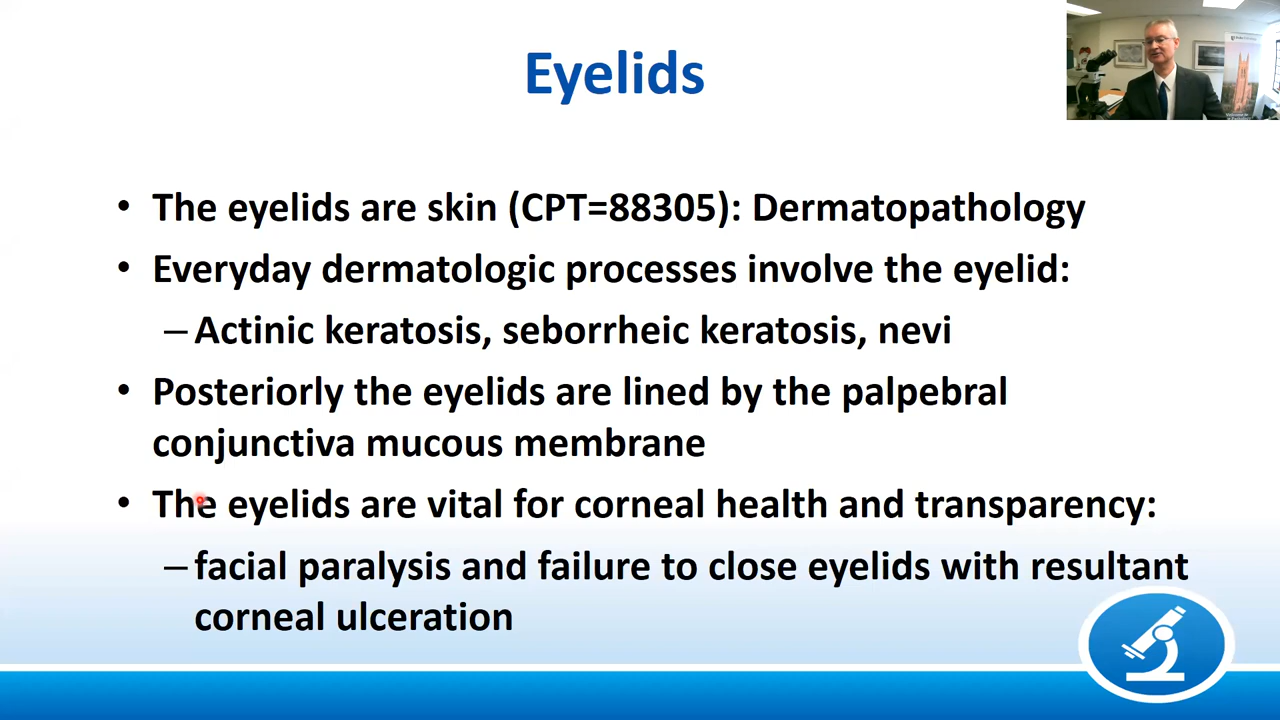 Eyelids
• The eyelids are skin (CPT=88305): Dermatopathology
• Everyday dermatologic processes involve the eyelid:
– Actinic keratosis, seborrheic keratosis, nevi
• Posteriorly the eyelids are lined by the palpebral
conjunctiva mucous membrane
• The eyelids are vital for corneal health and transparency:
– facial paralysis and failure to close eyelids with resultant
corneal ulceration